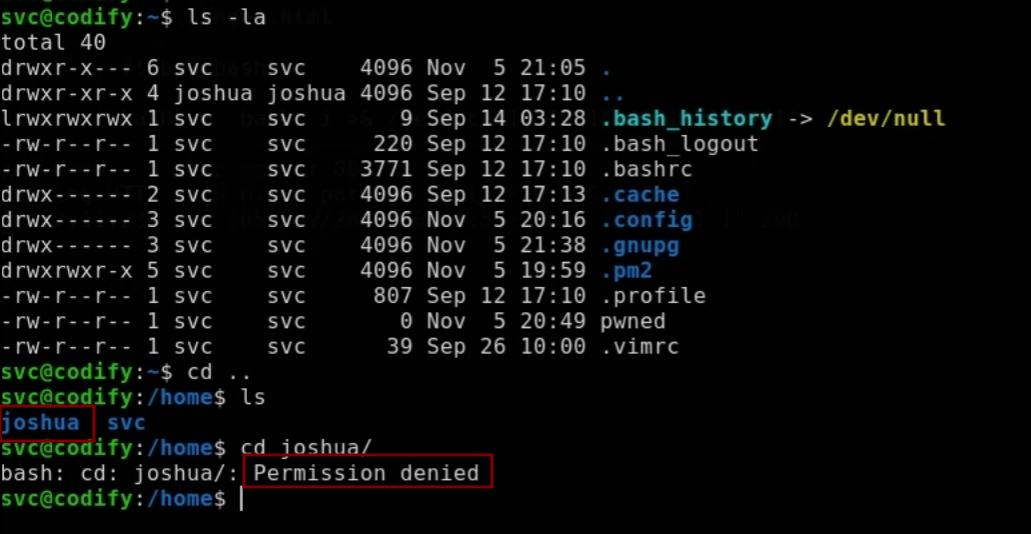 svc@codify:~$ ls -la
total 40
drwxr-x--- 6 svc    svc    4096 Nov  5 21:05 .
drwxr-xr-x 4 joshua joshua 4096 Sep 12 17:10 ..
lrwxrwxrwx 1 svc    svc       9 Sep 14 03:28 .bash_history -> /dev/null
-rw-r--r-- 1 svc    svc     220 Sep 12 17:10 .bash_logout
-rw-r--r-- 1 svc    svc    3771 Sep 12 17:10 .bashrc
drwx------ 2 svc    svc    4096 Sep 12 17:13 .cache
drwx------ 3 svc    svc    4096 Nov  5 20:16 .config
drwx------ 3 svc    svc    4096 Nov  5 21:38 .gnupg
drwxrwxr-x 5 svc    svc    4096 Nov  5 19:59 .pm2
-rw-r--r-- 1 svc    svc     807 Sep 12 17:10 .profile
-rw-r--r-- 1 svc    svc       0 Nov  5 20:49 pwned
-rw-r--r-- 1 svc    svc      39 Sep 26 10:00 .vimrc
svc@codify:~$ cd ..
svc@codify:/home$ ls
joshua  svc
svc@codify:/home$ cd joshua/
bash: cd: joshua/: Permission denied
svc@codify:/home$